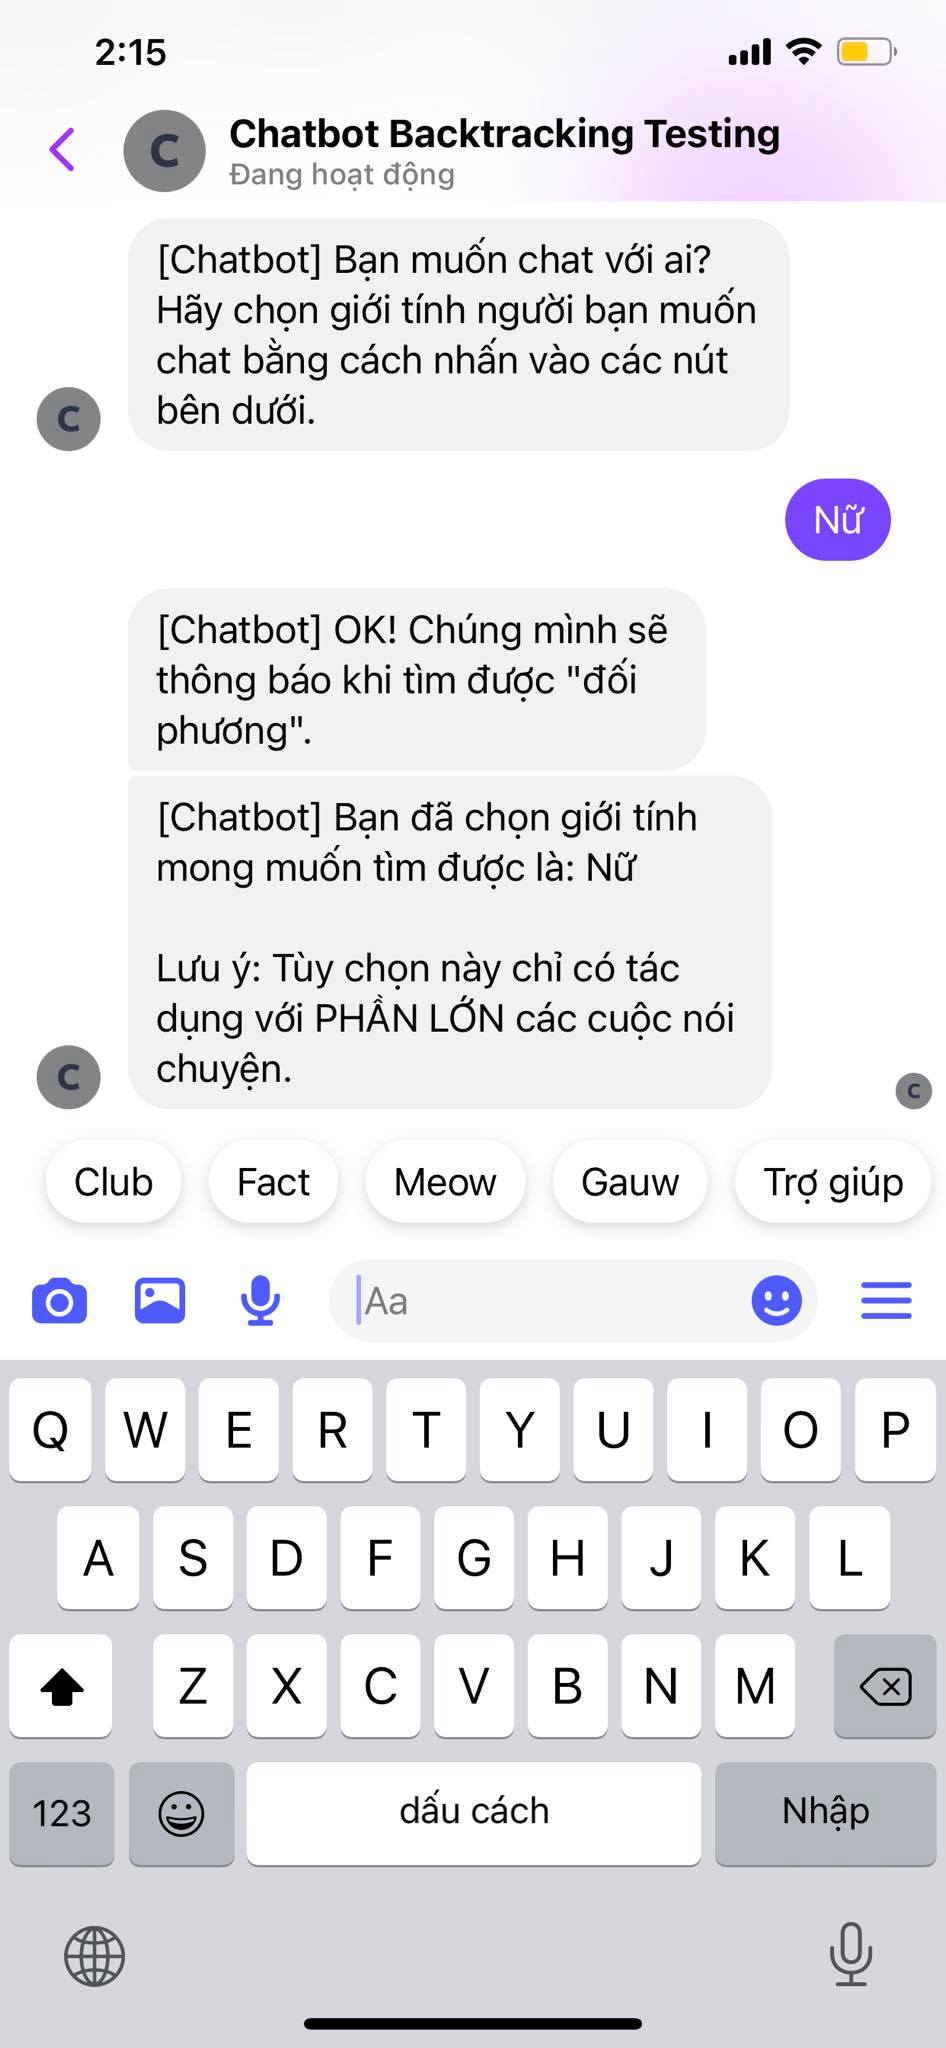 2:15
C
Chatbot Backtracking Testing
Đang hoạt động
[Chatbot] Bạn muốn chat với ai?
Hãy chọn giới tính người bạn muốn
chat bằng cách nhấn vào các nút
bên dưới.
C
Nữ
[Chatbot] OK! Chúng mình sẽ
thông báo khi tìm được "đối
phương".
[Chatbot] Bạn đã chọn giới tính
mong muốn tìm được là: Nữ
Lưu ý: Tùy chọn này chỉ có tác
dụng với PHẦN LỚN các cuộc nói
chuyện.
C
C
Club Fact Meow Gauw Trợ giúp
Aa
Q W E R T Y U I O P
A S D F G H J K L
Z X C V B N M
123 dấu cách Nhập